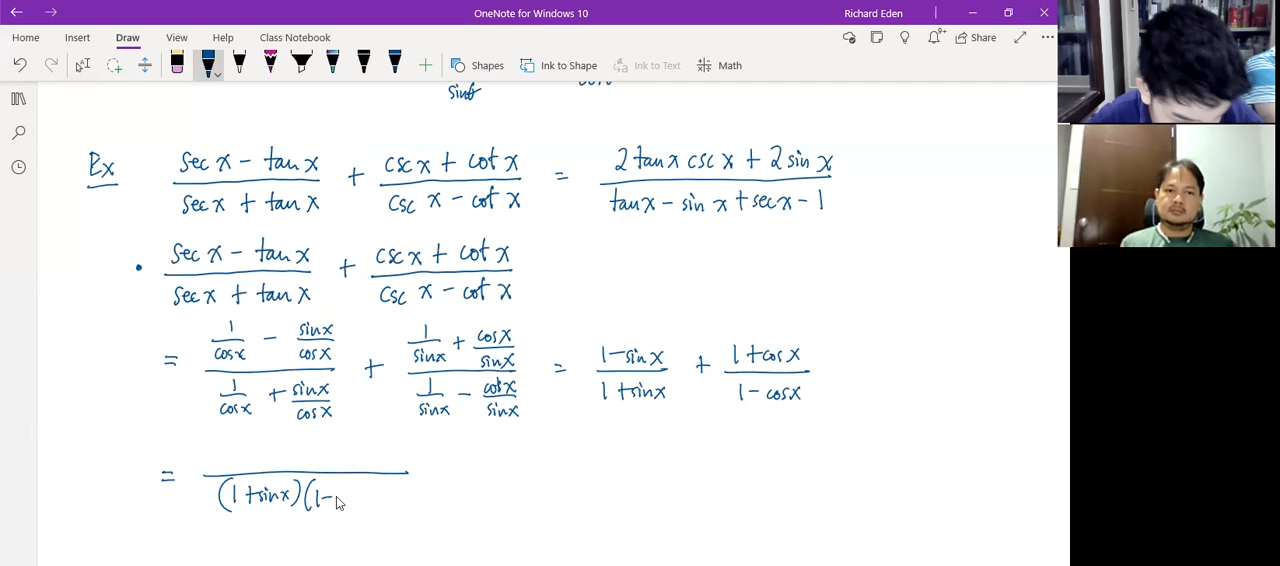 OneNote for Windows 10
Richard Eden
Home Insert Draw View Help Class Notebook
9+ Share
Shapes Ink to Shape Ink to Text Math
Ex (sec x - tan x)/(sec x + tan x) + (csc x + cot x)/(csc x - cot x) = (2 tan x csc x + 2 sin x)/(tan x - sin x + sec x - 1)
• (sec x - tan x)/(sec x + tan x) + (csc x + cot x)/(csc x - cot x)
= (1/cos x - sin x/cos x)/(1/cos x + sin x/cos x) + (1/sin x + cos x/sin x)/(1/sin x - cos x/sin x) = (1 - sin x)/(1 + sin x) + (1 + cos x)/(1 - cos x)
= (1 + sin x)(1 -